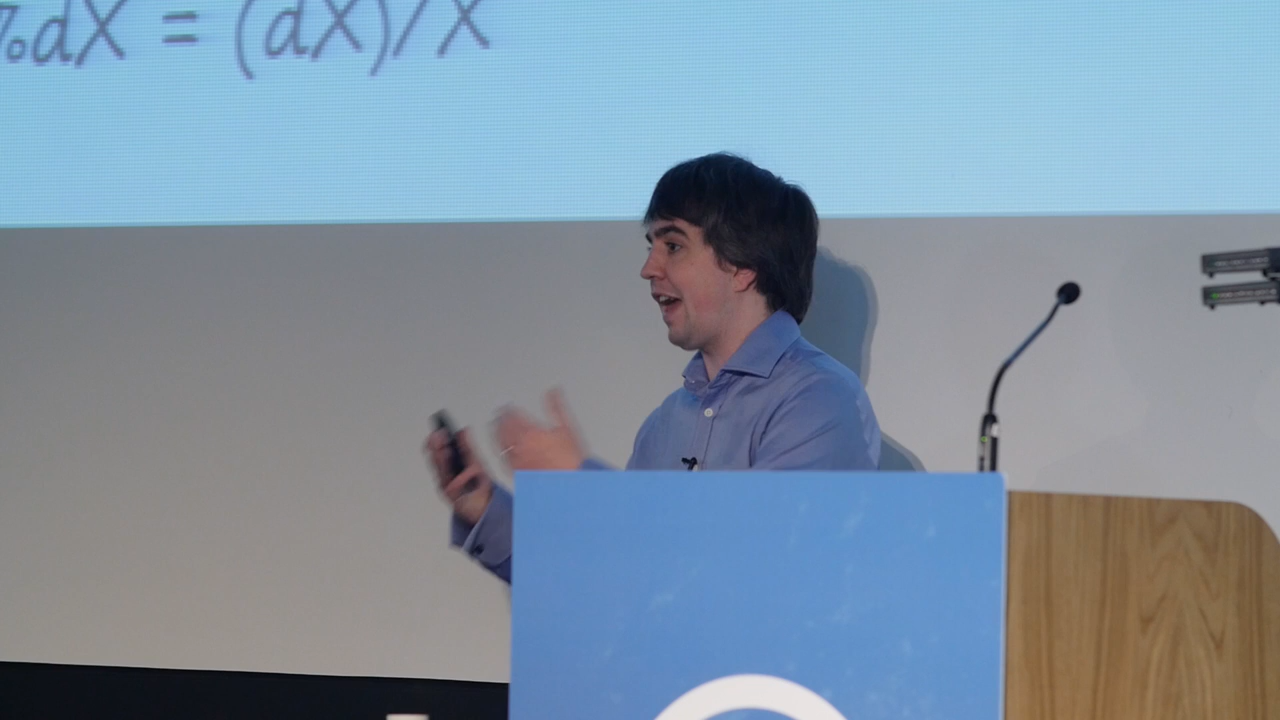 %dX = (dX)/X